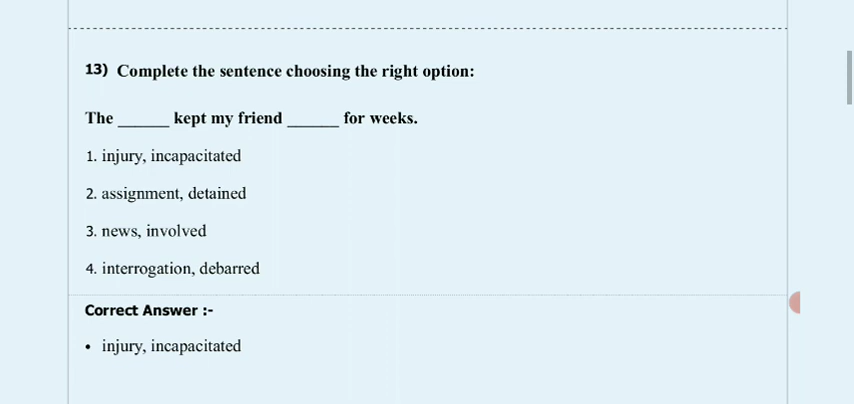 13) Complete the sentence choosing the right option:
The ______ kept my friend ______ for weeks.
1. injury, incapacitated
2. assignment, detained
3. news, involved
4. interrogation, debarred
Correct Answer :-
• injury, incapacitated